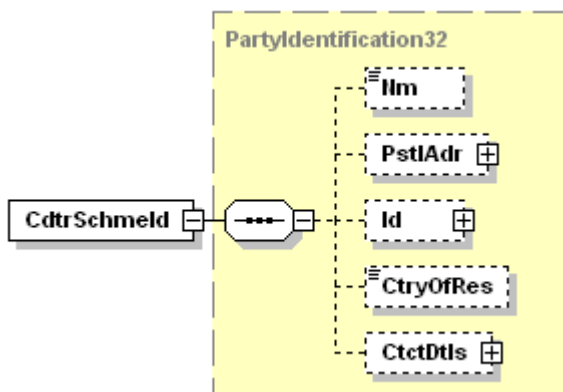 PartyIdentification32
Nm
PstlAdr
CdtrSchmeId
Id
CtryOfRes
CtctDtls